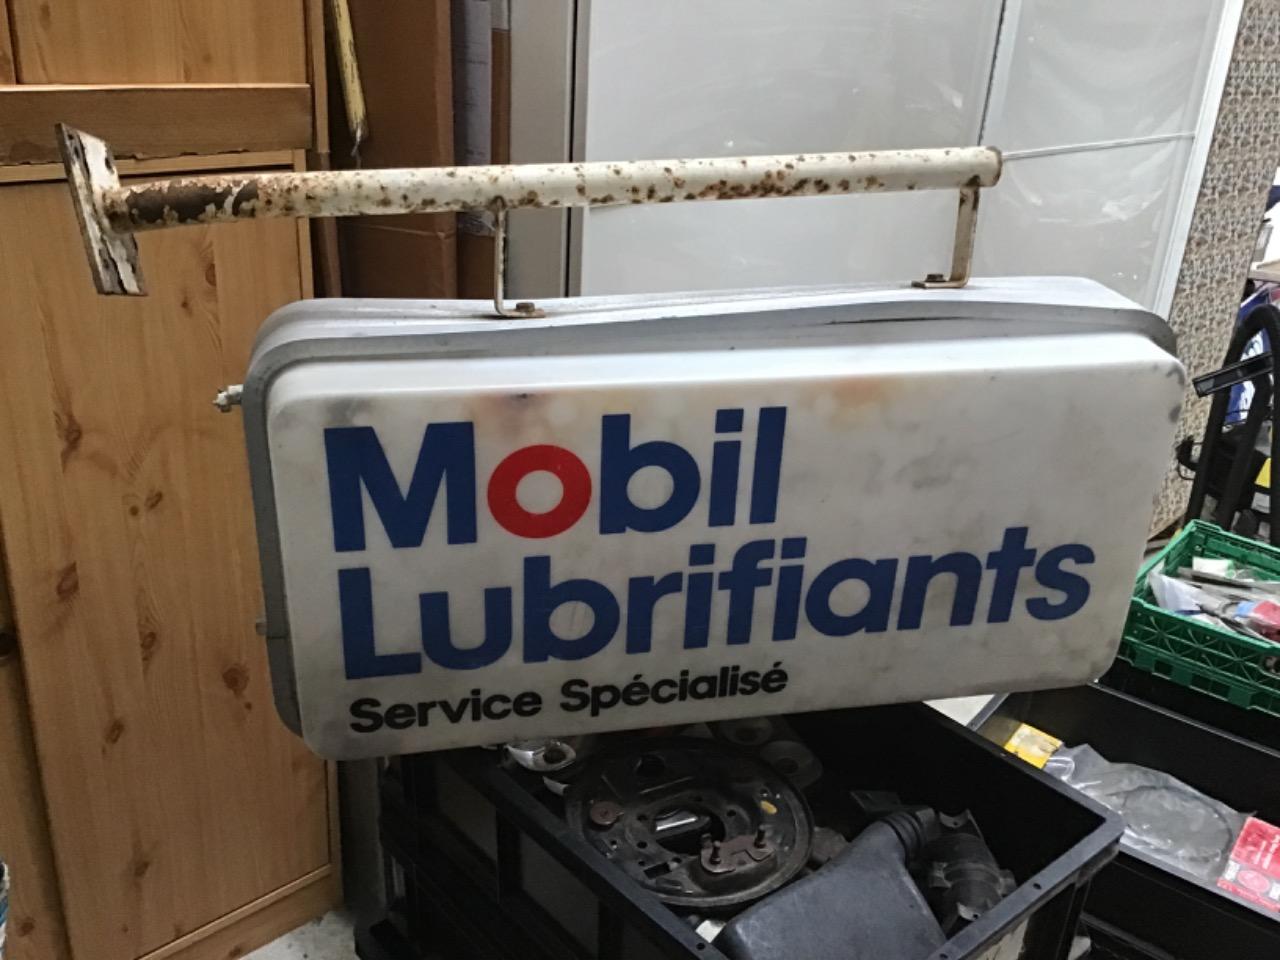 Mobil
Lubrifiants
Service Spécialisé